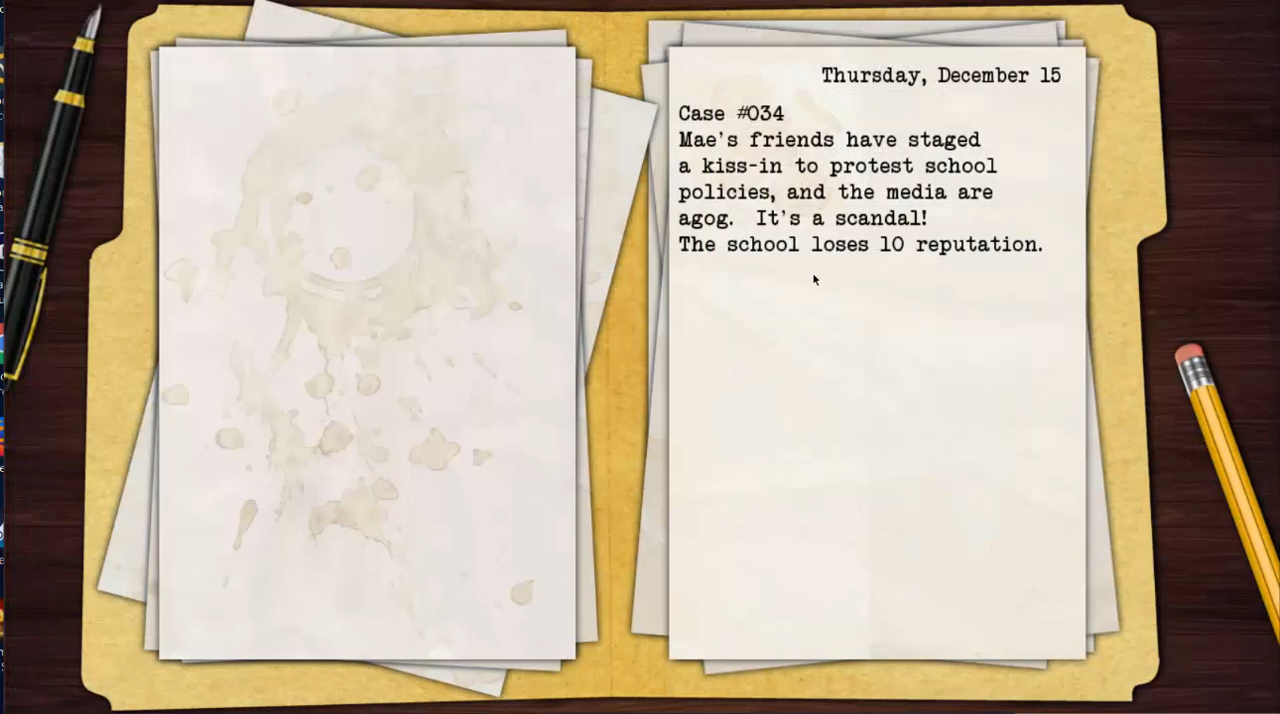 Thursday, December 15
Case #034
Mae's friends have staged
a kiss-in to protest school
policies, and the media are
agog.  It's a scandal!
The school loses 10 reputation.